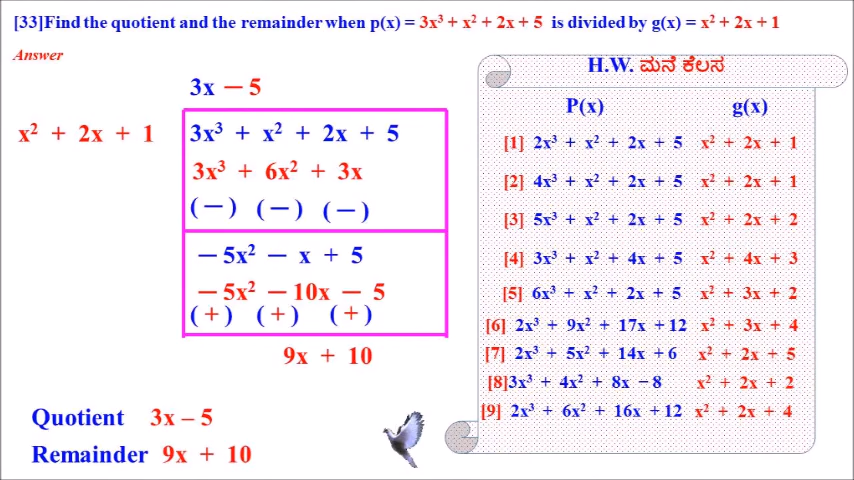 [33]Find the quotient and the remainder when p(x) = 3x³ + x² + 2x + 5 is divided by g(x) = x² + 2x + 1
Answer
3x − 5
x² + 2x + 1 3x³ + x² + 2x + 5
3x³ + 6x² + 3x
(−) (−) (−)
−5x² − x + 5
−5x² − 10x − 5
(+) (+) (+)
9x + 10
Quotient 3x – 5
Remainder 9x + 10
H.W. ಮನೆ ಕೆಲಸ
P(x) g(x)
[1] 2x³ + x² + 2x + 5 x² + 2x + 1
[2] 4x³ + x² + 2x + 5 x² + 2x + 1
[3] 5x³ + x² + 2x + 5 x² + 2x + 2
[4] 3x³ + x² + 4x + 5 x² + 4x + 3
[5] 6x³ + x² + 2x + 5 x² + 3x + 2
[6] 2x³ + 9x² + 17x + 12 x² + 3x + 4
[7] 2x³ + 5x² + 14x + 6 x² + 2x + 5
[8]3x³ + 4x² + 8x − 8 x² + 2x + 2
[9] 2x³ + 6x² + 16x + 12 x² + 2x + 4